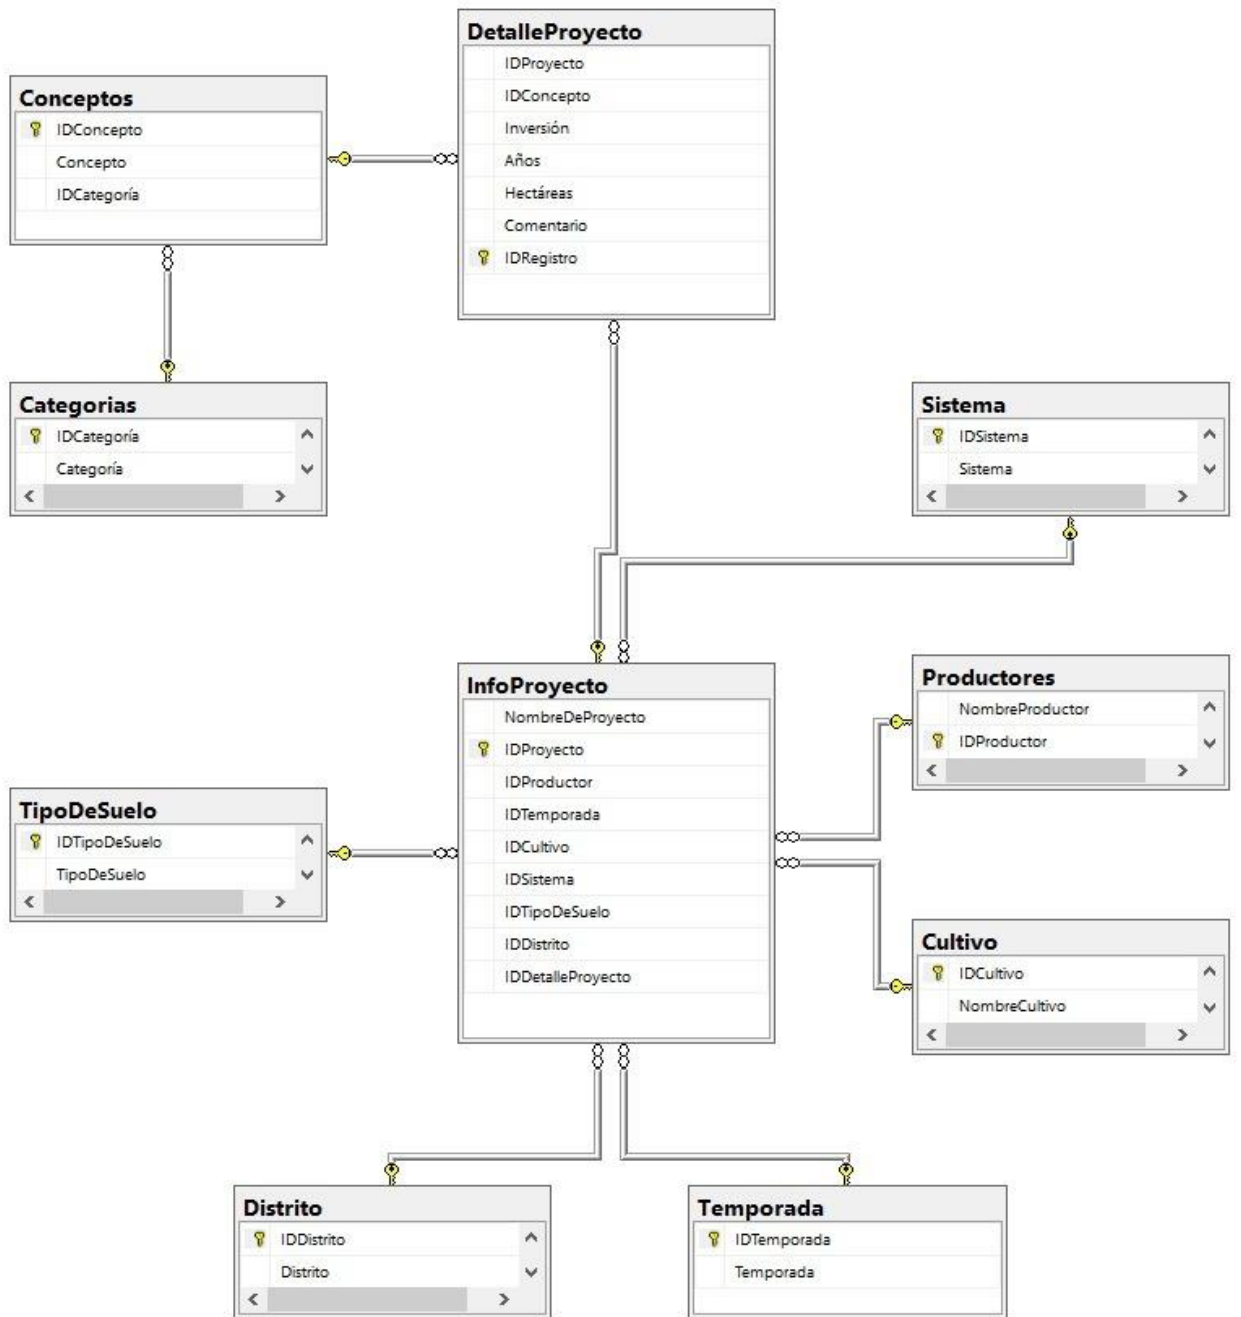 DetalleProyecto
IDProyecto
IDConcepto
Inversión
Años
Hectáreas
Comentario
IDRegistro
Conceptos
IDConcepto
Concepto
IDCategoría
Categorias
IDCategoría
Categoría
Sistema
IDSistema
Sistema
InfoProyecto
NombreDeProyecto
IDProyecto
IDProductor
IDTemporada
IDCultivo
IDSistema
IDTipoDeSuelo
IDDistrito
IDDetalleProyecto
Productores
NombreProductor
IDProductor
TipoDeSuelo
IDTipoDeSuelo
TipoDeSuelo
Cultivo
IDCultivo
NombreCultivo
Distrito
IDDistrito
Distrito
Temporada
IDTemporada
Temporada